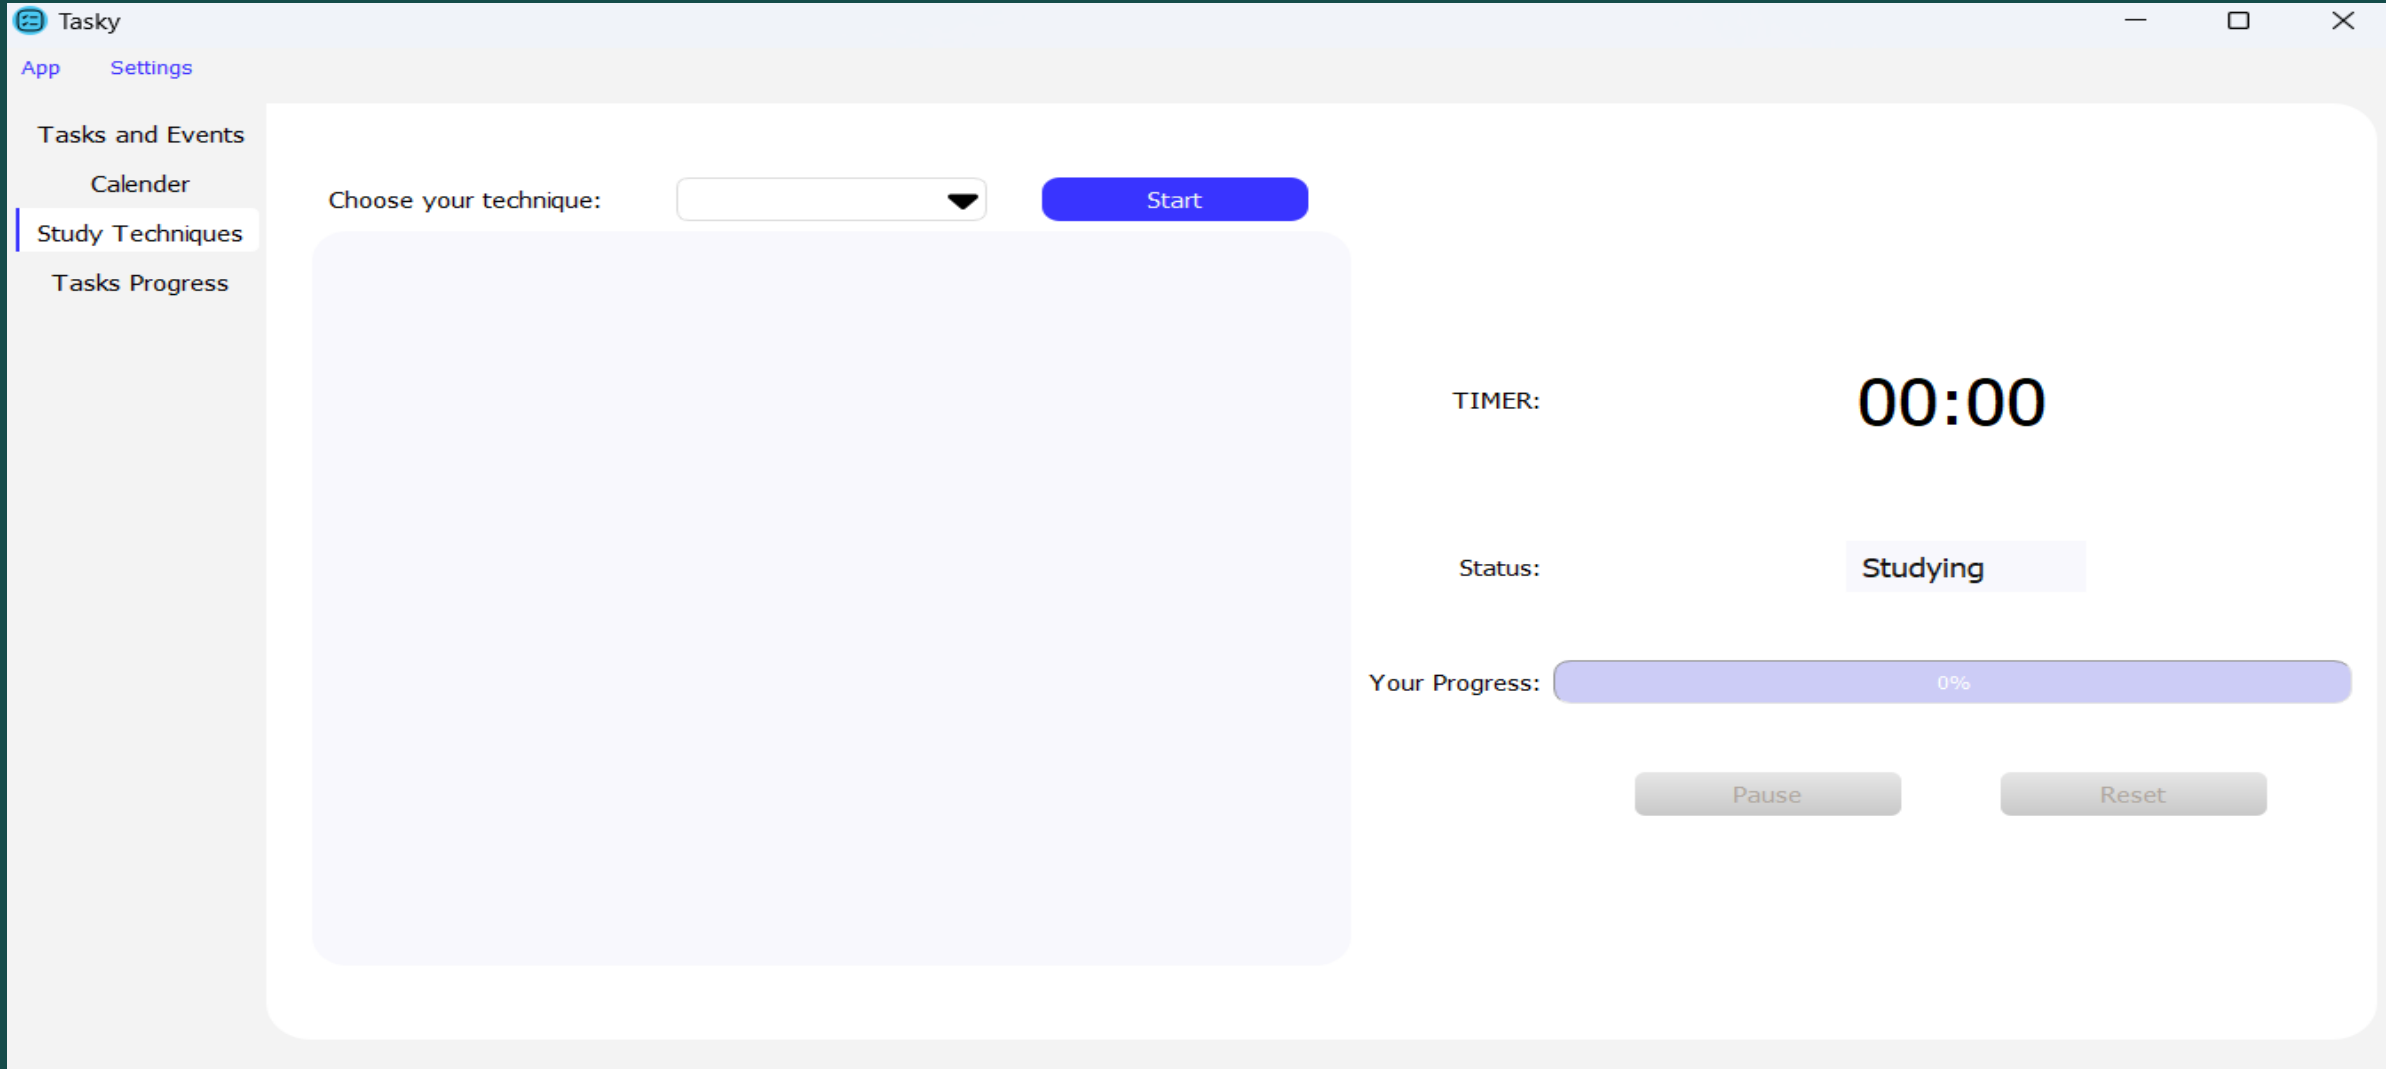 Tasky
App Settings
Tasks and Events
Calender
Study Techniques
Tasks Progress
Choose your technique: Start
TIMER: 00:00
Status: Studying
Your Progress: 0%
Pause Reset